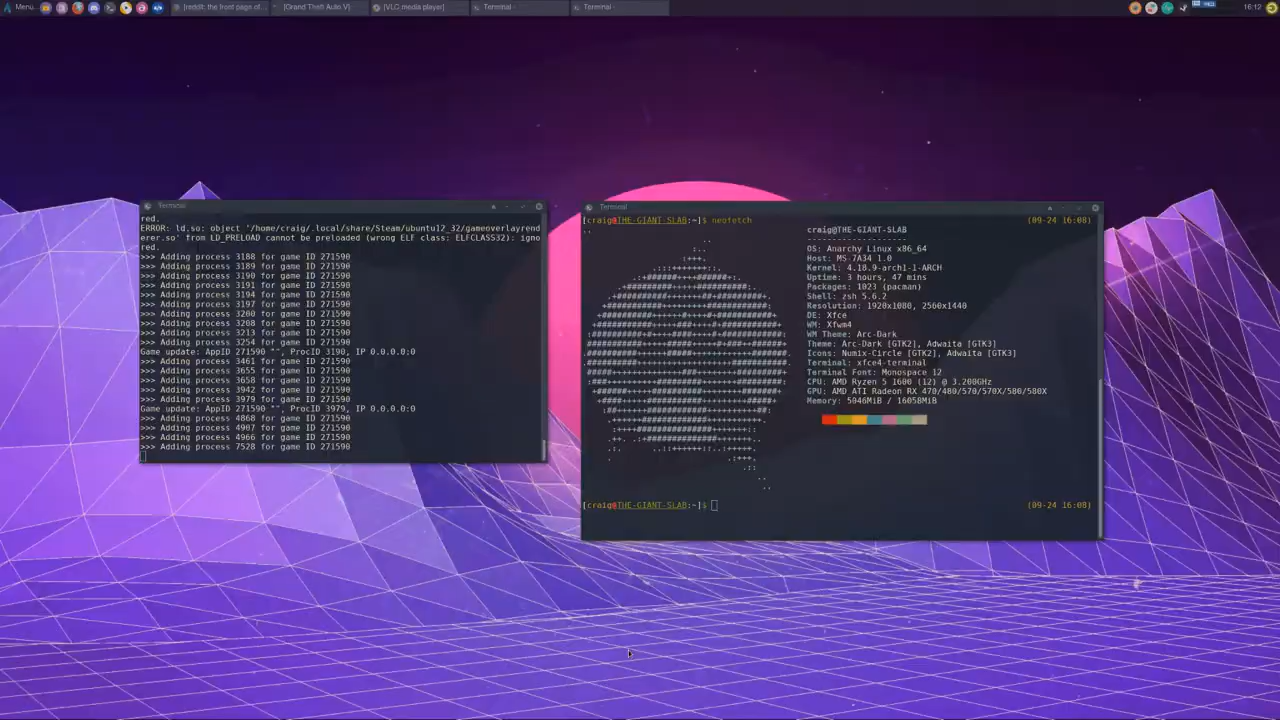 Menu
[reddit: the front page of...
[Grand Theft Auto V]
[VLC media player]
Terminal -
Terminal -
16:12
Terminal
red.
ERROR: ld.so: object '/home/craig/.local/share/Steam/ubuntu12_32/gameoverlayrend
erer.so' from LD_PRELOAD cannot be preloaded (wrong ELF class: ELFCLASS32): igno
red.
>>> Adding process 3188 for game ID 271590
>>> Adding process 3189 for game ID 271590
>>> Adding process 3190 for game ID 271590
>>> Adding process 3191 for game ID 271590
>>> Adding process 3194 for game ID 271590
>>> Adding process 3197 for game ID 271590
>>> Adding process 3200 for game ID 271590
>>> Adding process 3208 for game ID 271590
>>> Adding process 3213 for game ID 271590
>>> Adding process 3254 for game ID 271590
Game update: AppID 271590 "", ProcID 3190, IP 0.0.0.0:0
>>> Adding process 3461 for game ID 271590
>>> Adding process 3655 for game ID 271590
>>> Adding process 3658 for game ID 271590
>>> Adding process 3942 for game ID 271590
>>> Adding process 3979 for game ID 271590
Game update: AppID 271590 "", ProcID 3979, IP 0.0.0.0:0
>>> Adding process 4868 for game ID 271590
>>> Adding process 4907 for game ID 271590
>>> Adding process 4966 for game ID 271590
>>> Adding process 7528 for game ID 271590
Terminal -
[craig@THE-GIANT-SLAB:~]$ neofetch (09-24 16:08)
craig@THE-GIANT-SLAB
--------------------
OS: Anarchy Linux x86_64
Host: MS-7A34 1.0
Kernel: 4.18.9-arch1-1-ARCH
Uptime: 3 hours, 47 mins
Packages: 1023 (pacman)
Shell: zsh 5.6.2
Resolution: 1920x1080, 2560x1440
DE: Xfce
WM: Xfwm4
WM Theme: Arc-Dark
Theme: Arc-Dark [GTK2], Adwaita [GTK3]
Icons: Numix-Circle [GTK2], Adwaita [GTK3]
Terminal: xfce4-terminal
Terminal Font: Monospace 12
CPU: AMD Ryzen 5 1600 (12) @ 3.200GHz
GPU: AMD ATI Radeon RX 470/480/570/570X/580/580X
Memory: 5046MiB / 16058MiB
[craig@THE-GIANT-SLAB:~]$ (09-24 16:08)